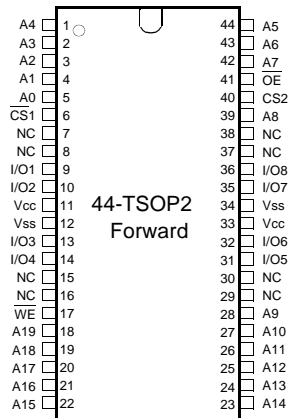 A4 1 44 A5
A3 2 43 A6
A2 3 42 A7
A1 4 41 OE
A0 5 40 CS2
CS1 6 39 A8
NC 7 38 NC
NC 8 37 NC
I/O1 9 36 I/O8
I/O2 10 35 I/O7
Vcc 11 44-TSOP2 34 Vss
Vss 12 Forward 33 Vcc
I/O3 13 32 I/O6
I/O4 14 31 I/O5
NC 15 30 NC
NC 16 29 NC
WE 17 28 A9
A19 18 27 A10
A18 19 26 A11
A17 20 25 A12
A16 21 24 A13
A15 22 23 A14